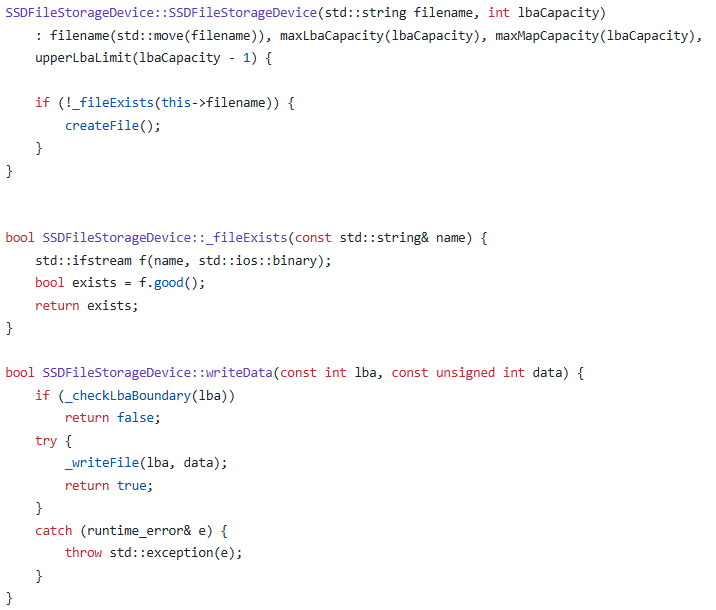 SSDFileStorageDevice::SSDFileStorageDevice(std::string filename, int lbaCapacity)
    : filename(std::move(filename)), maxLbaCapacity(lbaCapacity), maxMapCapacity(lbaCapacity),
    upperLbaLimit(lbaCapacity - 1) {

    if (!_fileExists(this->filename)) {
        createFile();
    }
}


bool SSDFileStorageDevice::_fileExists(const std::string& name) {
    std::ifstream f(name, std::ios::binary);
    bool exists = f.good();
    return exists;
}

bool SSDFileStorageDevice::writeData(const int lba, const unsigned int data) {
    if (_checkLbaBoundary(lba))
        return false;
    try {
        _writeFile(lba, data);
        return true;
    }
    catch (runtime_error& e) {
        throw std::exception(e);
    }
}